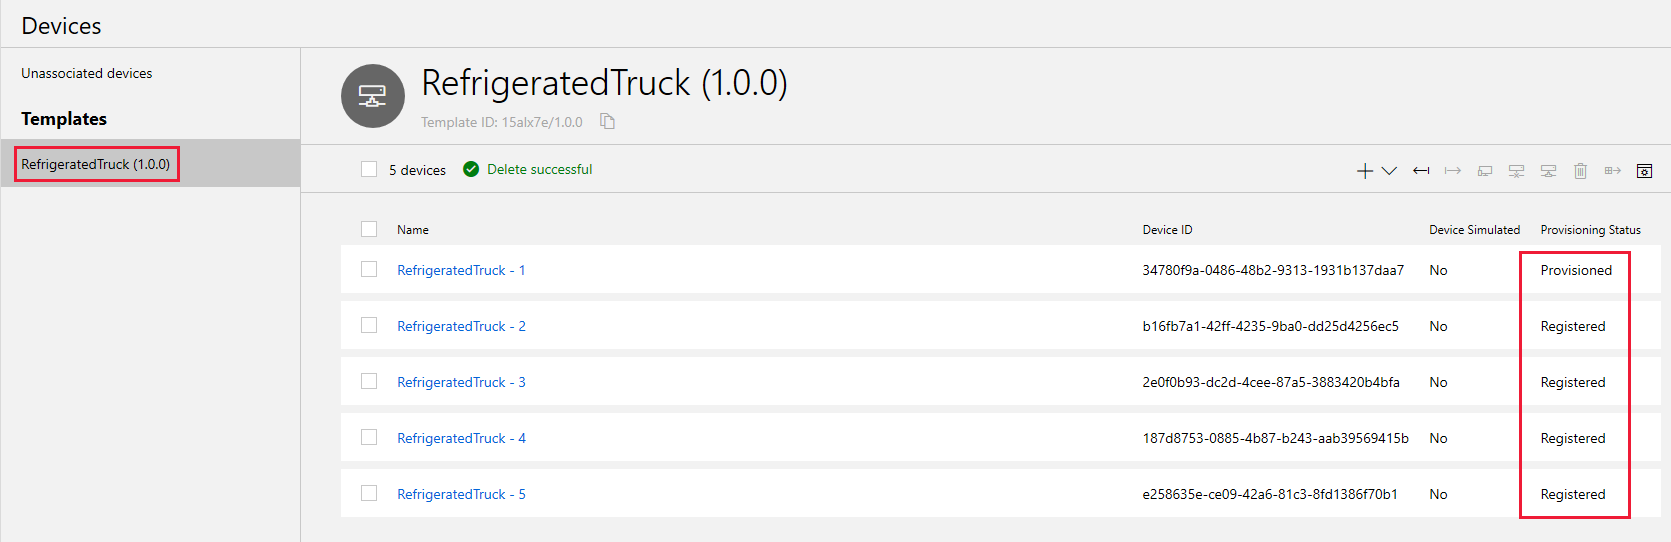 Devices
Unassociated devices
Templates
RefrigeratedTruck (1.0.0)
RefrigeratedTruck (1.0.0)
Template ID: 15alx7e/1.0.0
5 devices Delete successful
Name Device ID Device Simulated Provisioning Status
RefrigeratedTruck - 1 34780f9a-0486-48b2-9313-1931b137daa7 No Provisioned
RefrigeratedTruck - 2 b16fb7a1-42ff-4235-9ba0-dd25d4256ec5 No Registered
RefrigeratedTruck - 3 2e0f0b93-dc2d-4cee-87a5-3883420b4bfa No Registered
RefrigeratedTruck - 4 187d8753-0885-4b87-b243-aab39569415b No Registered
RefrigeratedTruck - 5 e258635e-ce09-42a6-81c3-8fd1386f70b1 No Registered